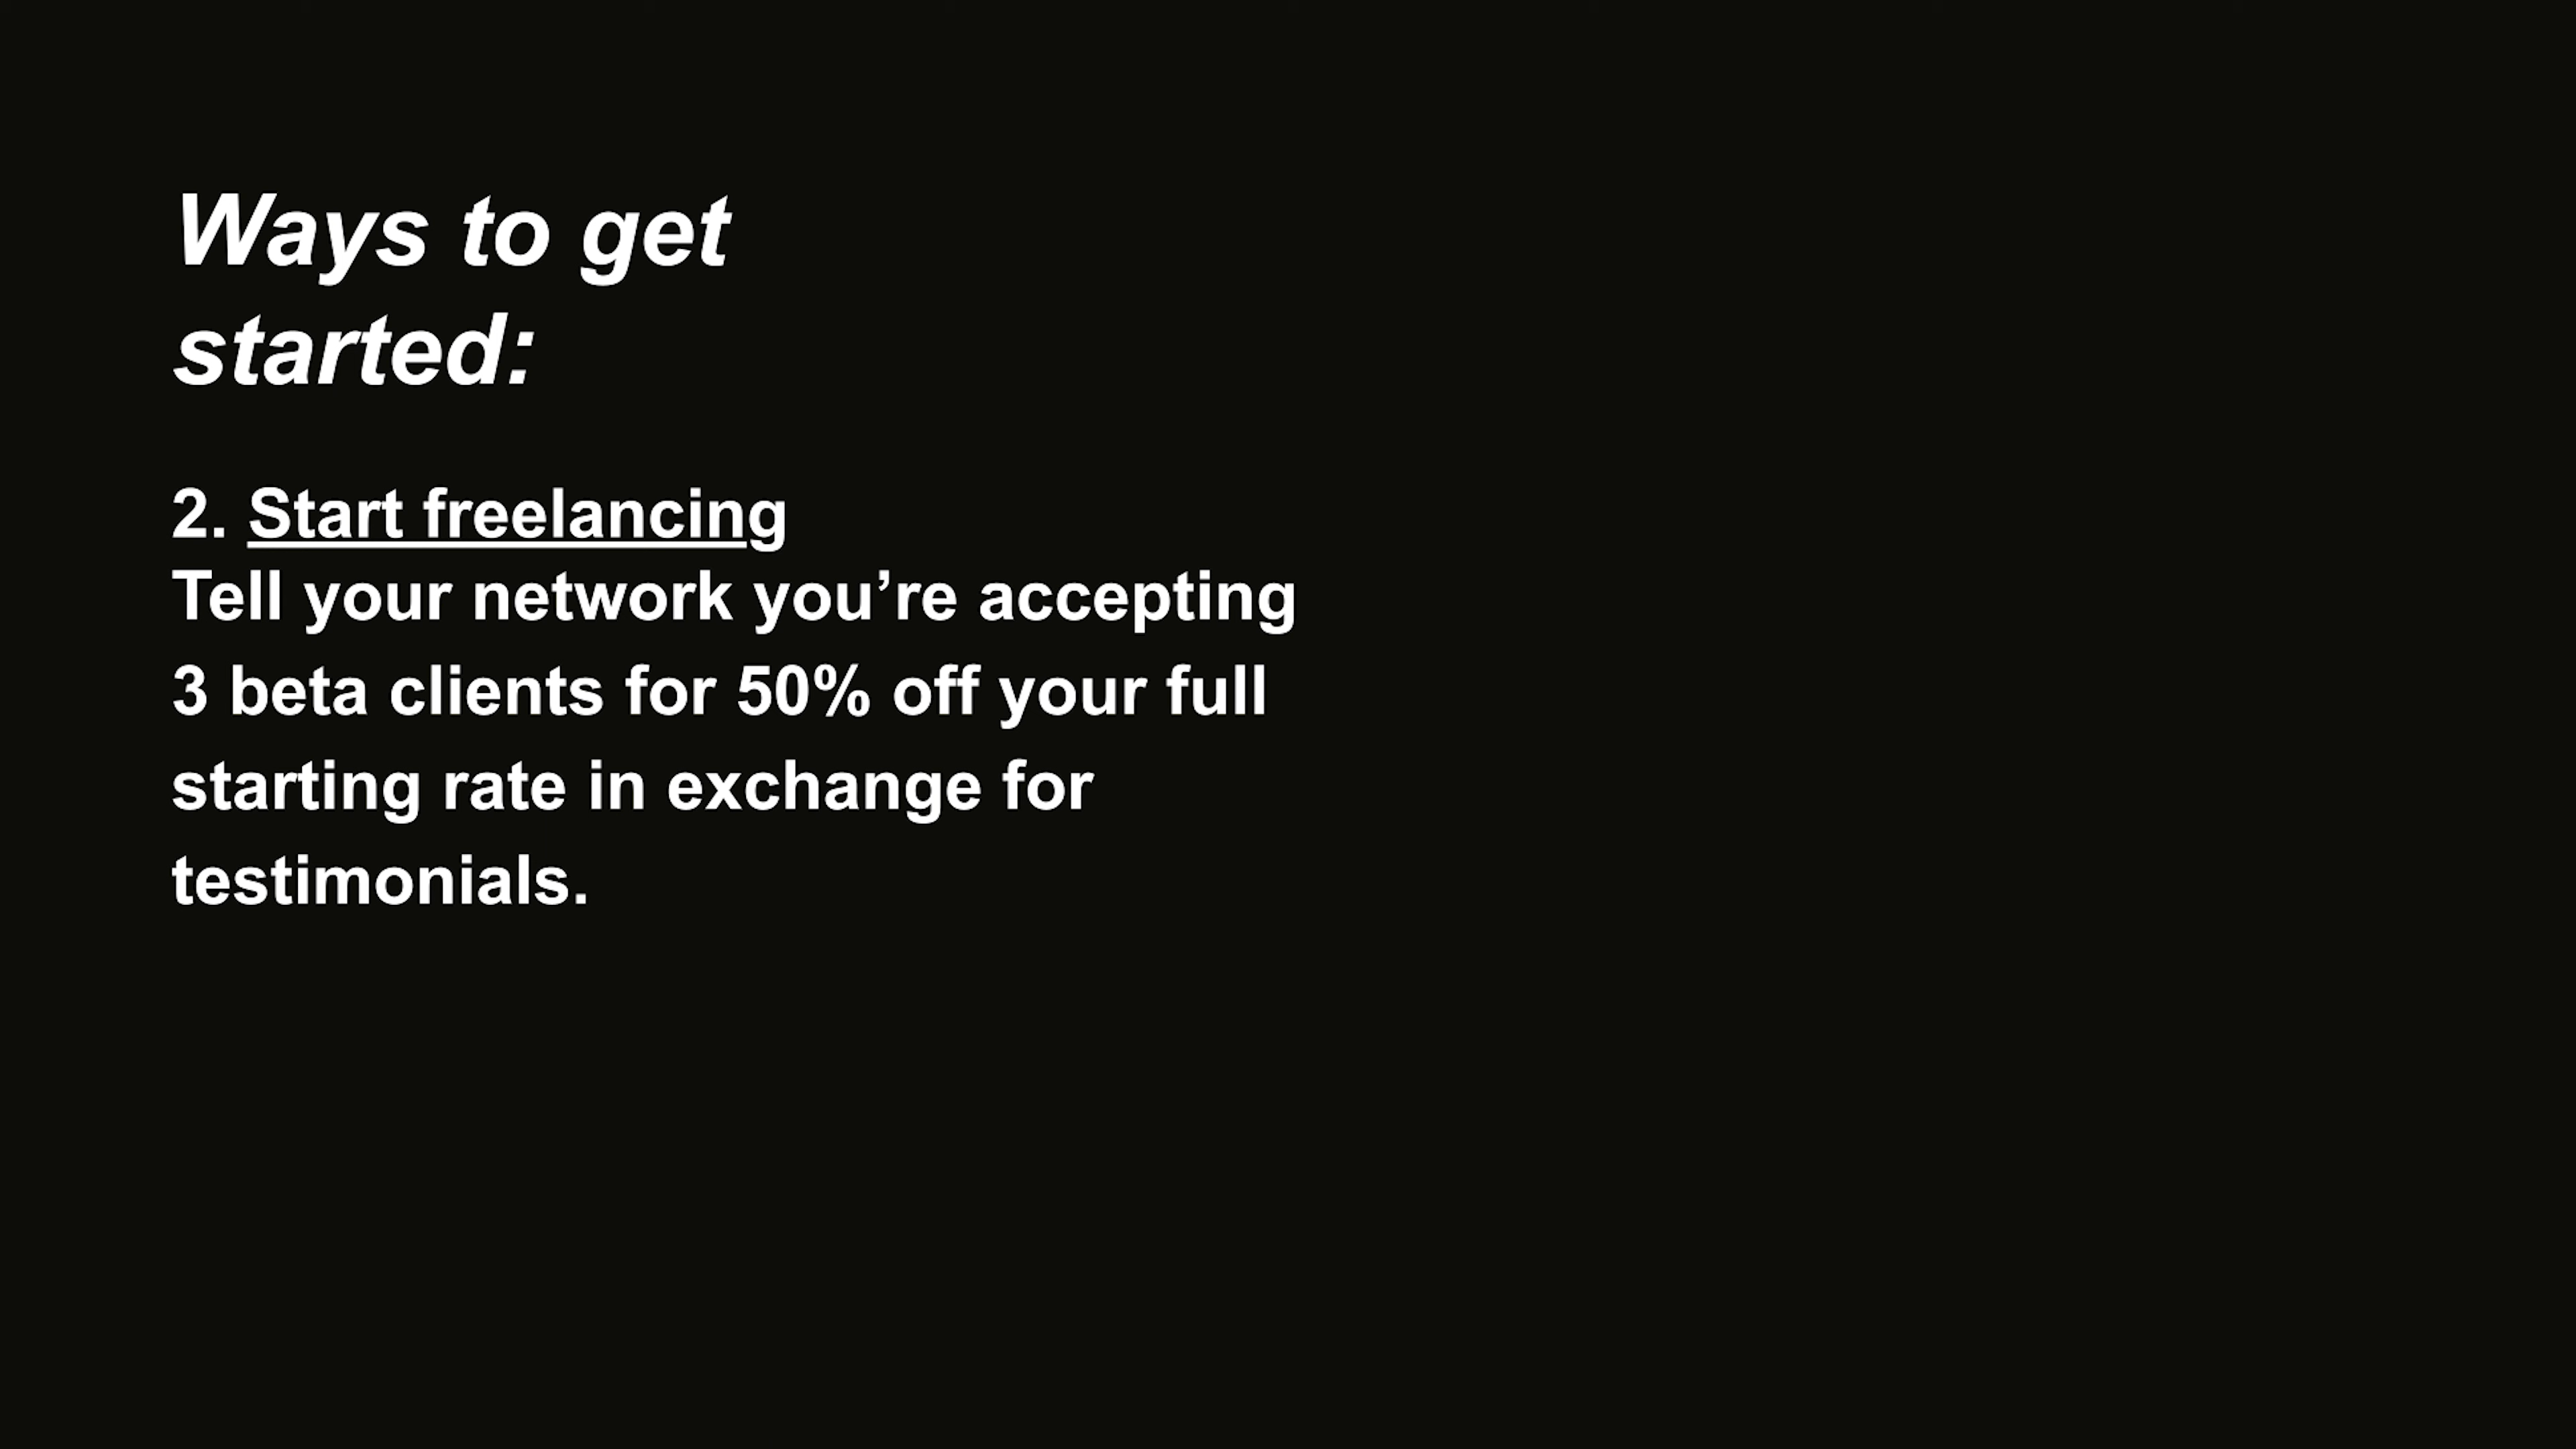 Ways to get
started:
2. Start freelancing
Tell your network you’re accepting
3 beta clients for 50% off your full
starting rate in exchange for
testimonials.